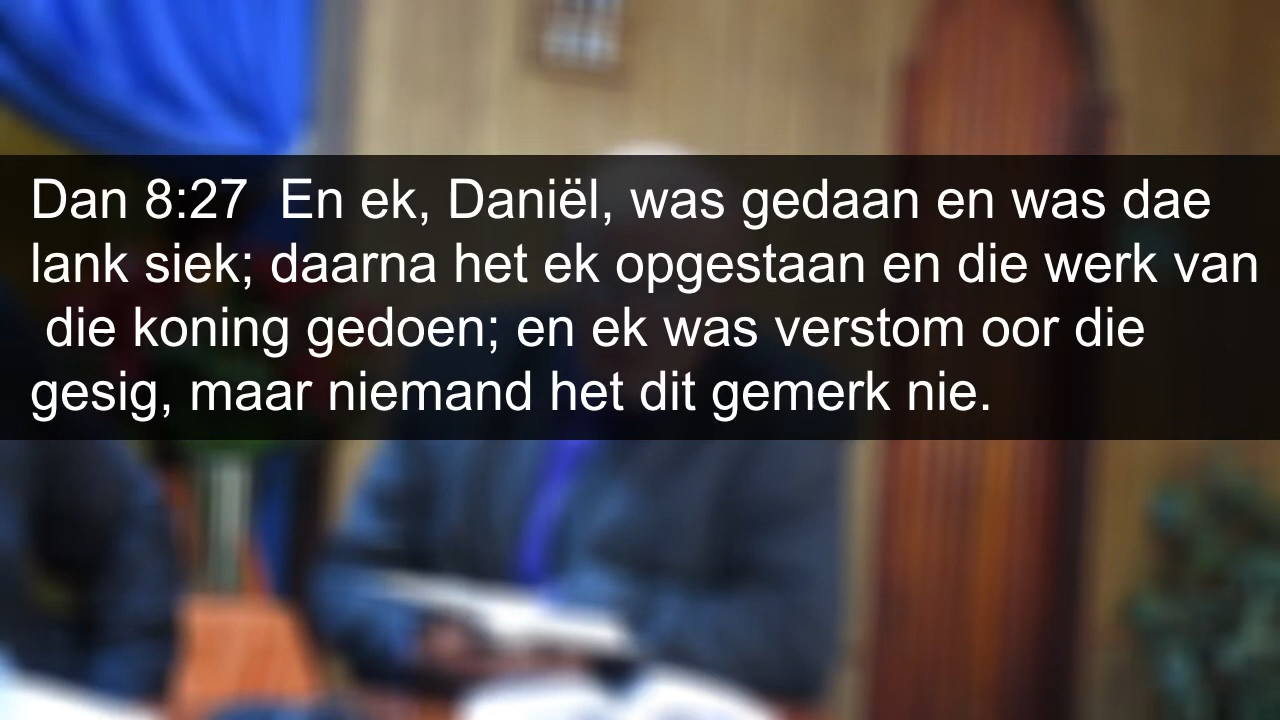 Dan 8:27  En ek, Daniël, was gedaan en was dae
lank siek; daarna het ek opgestaan en die werk van
die koning gedoen; en ek was verstom oor die
gesig, maar niemand het dit gemerk nie.